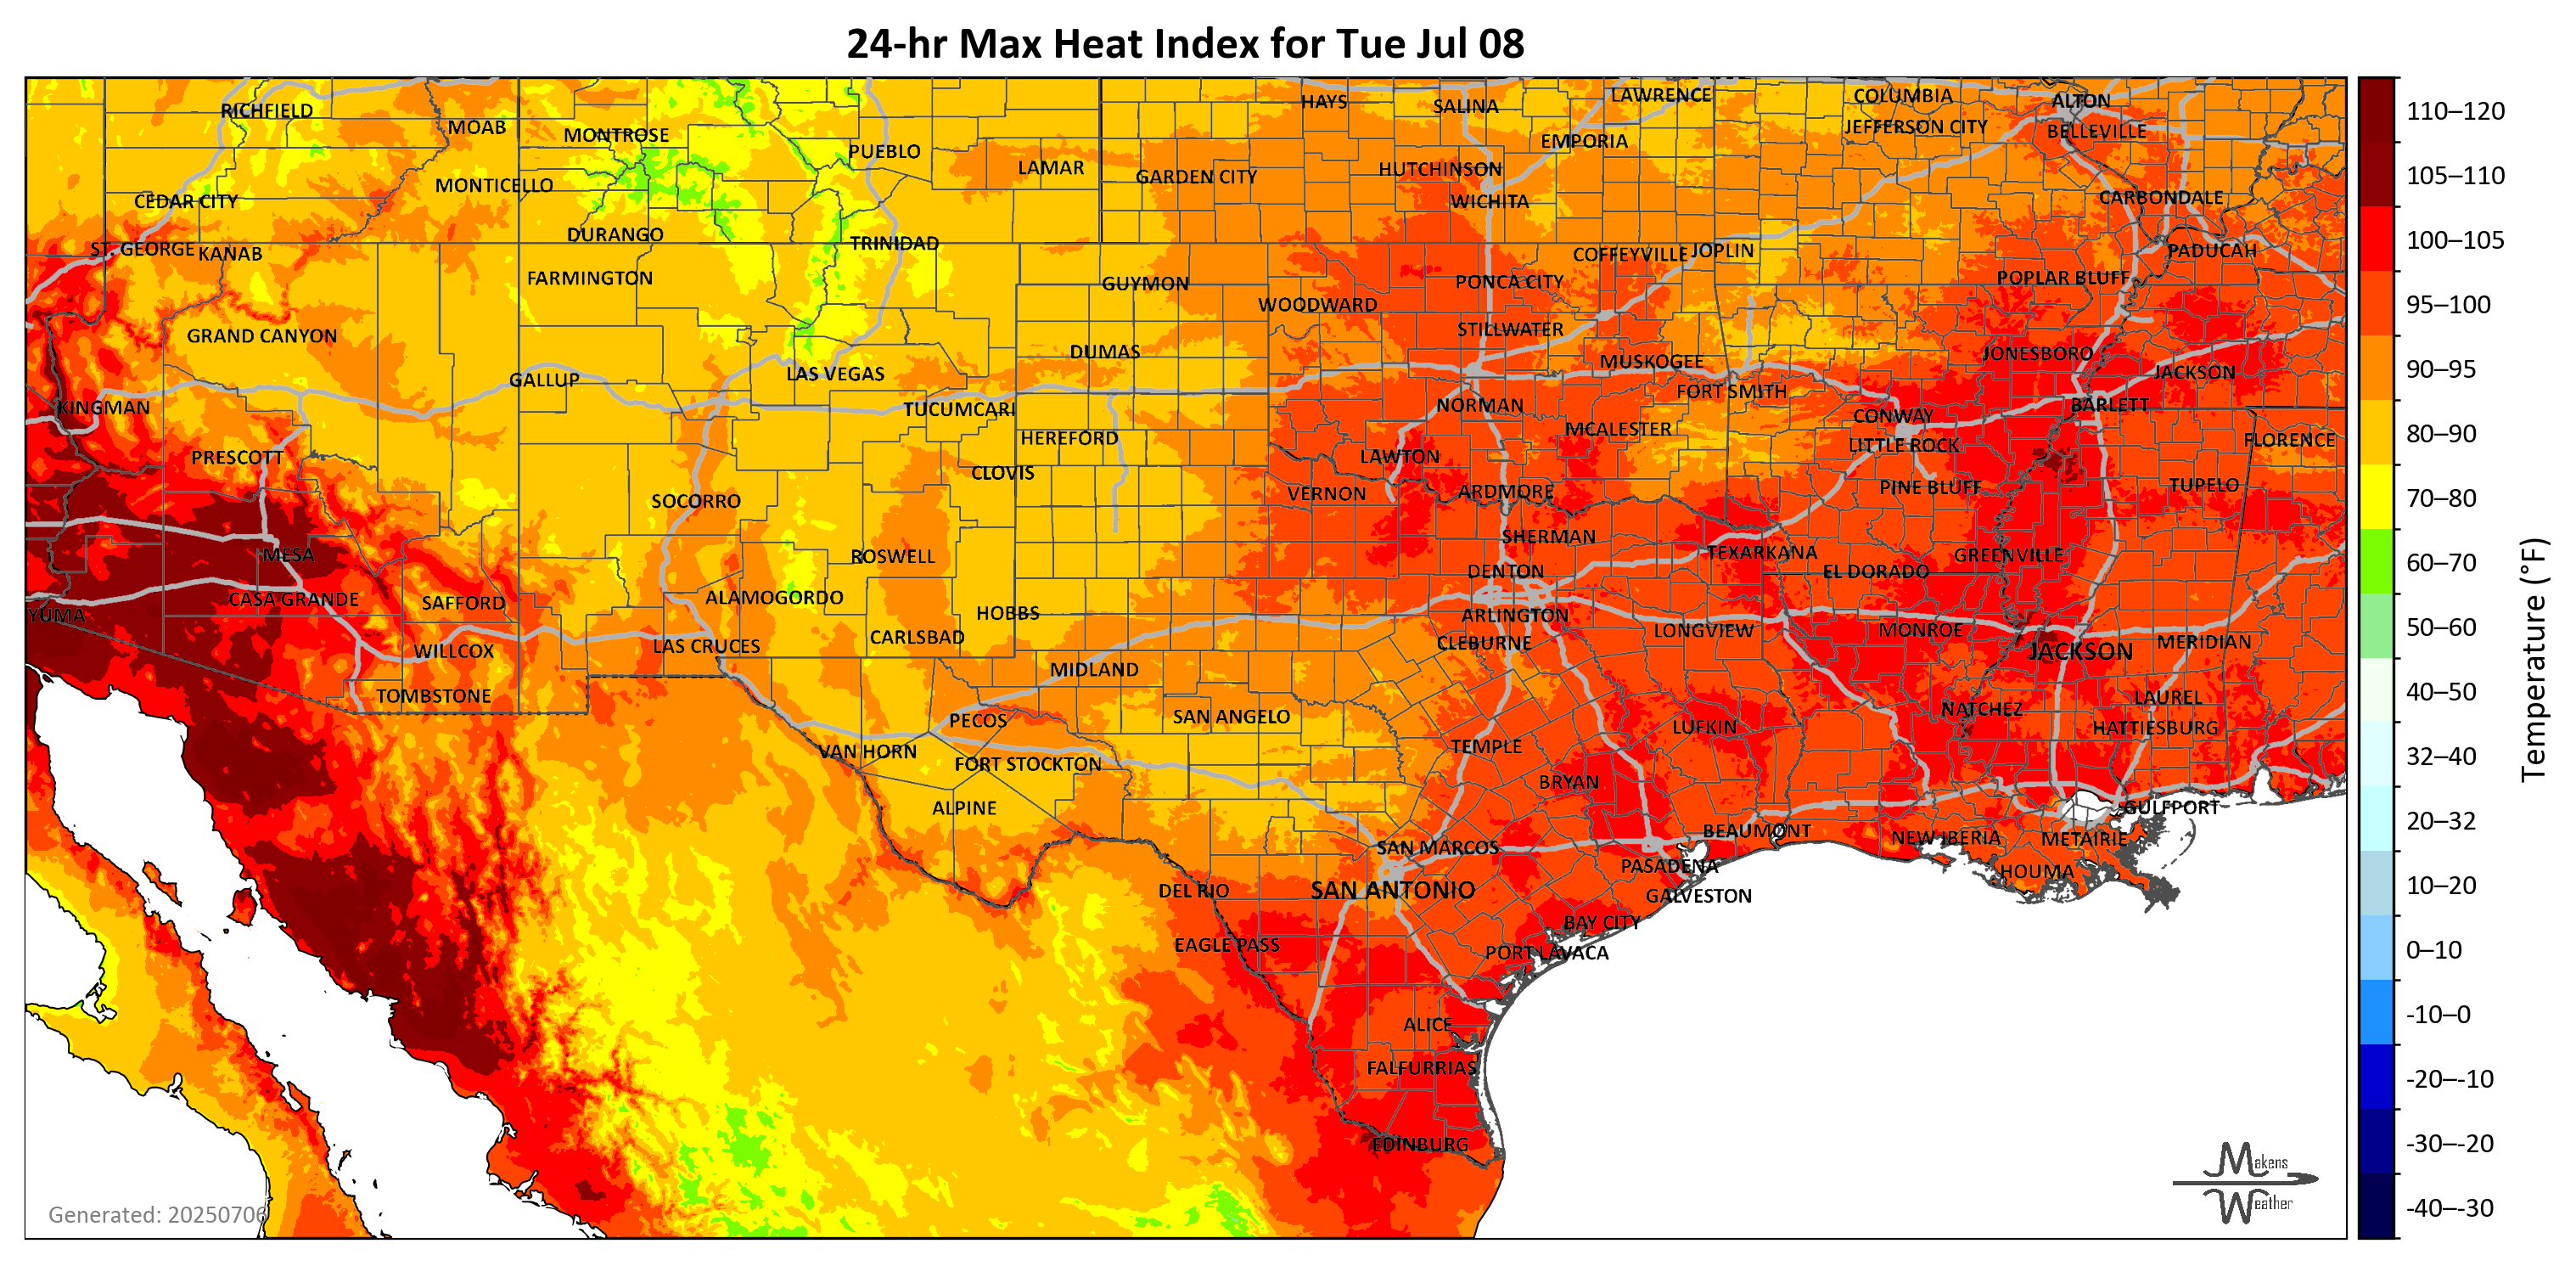 24-hr Max Heat Index for Tue Jul 08
RICHFIELD
MOAB
MONTROSE
PUEBLO
LAMAR
HAYS
SALINA
LAWRENCE
COLUMBIA
ALTON
GARDEN CITY
HUTCHINSON
EMPORIA
JEFFERSON CITY
BELLEVILLE
CEDAR CITY
MONTICELLO
WICHITA
CARBONDALE
ST. GEORGE
KANAB
DURANGO
TRINIDAD
COFFEYVILLE
JOPLIN
PADUCAH
FARMINGTON
GUYMON
WOODWARD
PONCA CITY
POPLAR BLUFF
GRAND CANYON
DUMAS
STILLWATER
MUSKOGEE
JONESBORO
GALLUP
LAS VEGAS
FORT SMITH
JACKSON
KINGMAN
TUCUMCARI
NORMAN
CONWAY
BARLETT
PRESCOTT
HEREFORD
MCALESTER
LITTLE ROCK
FLORENCE
CLOVIS
LAWTON
SOCORRO
VERNON
ARDMORE
PINE BLUFF
TUPELO
MESA
ROSWELL
SHERMAN
TEXARKANA
GREENVILLE
CASA GRANDE
SAFFORD
ALAMOGORDO
DENTON
EL DORADO
YUMA
HOBBS
ARLINGTON
WILLCOX
LAS CRUCES
CARLSBAD
CLEBURNE
LONGVIEW
MONROE
JACKSON
MERIDIAN
TOMBSTONE
MIDLAND
PECOS
SAN ANGELO
LUFKIN
NATCHEZ
LAUREL
HATTIESBURG
VAN HORN
FORT STOCKTON
TEMPLE
BRYAN
ALPINE
GULFPORT
SAN MARCOS
BEAUMONT
NEW IBERIA
METAIRIE
DEL RIO
SAN ANTONIO
PASADENA
GALVESTON
HOUMA
EAGLE PASS
BAY CITY
PORT LAVACA
ALICE
FALFURRIAS
EDINBURG
Generated: 20250706
Makens
Weather
110–120
105–110
100–105
95–100
90–95
80–90
70–80
60–70
50–60
40–50
32–40
20–32
10–20
0–10
-10–0
-20–-10
-30–-20
-40–-30
Temperature (°F)